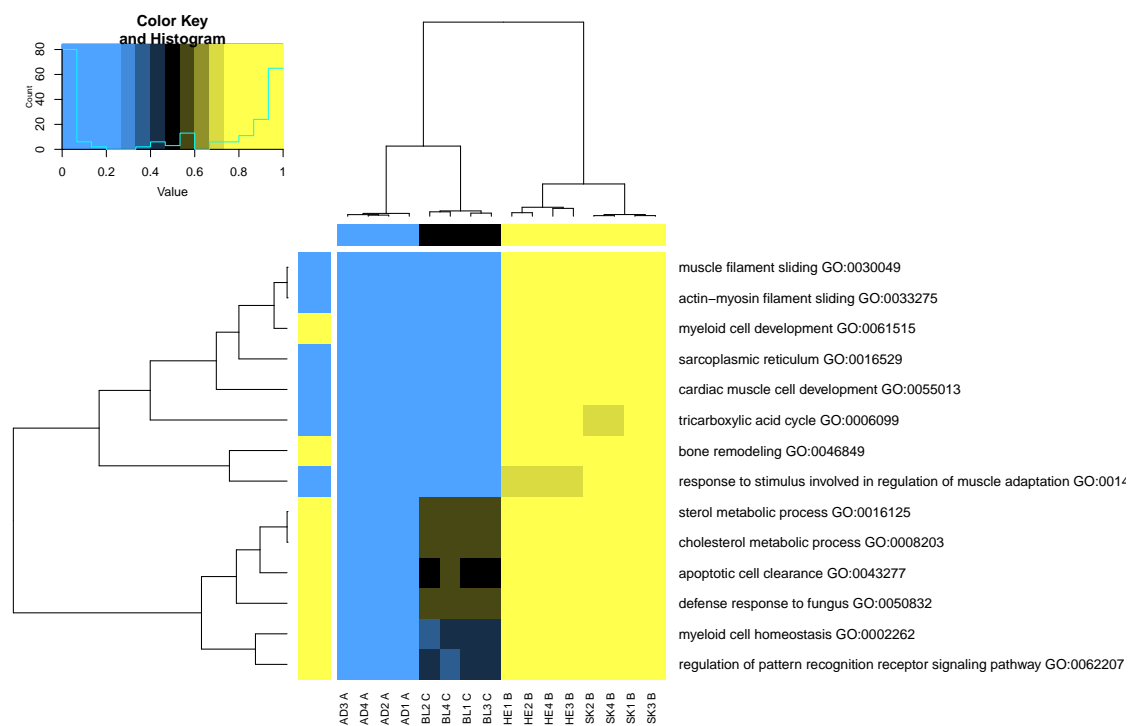 Color Key
and Histogram
Count
0 20 40 60 80
0 0.2 0.4 0.6 0.8 1
Value
muscle filament sliding GO:0030049
actin−myosin filament sliding GO:0033275
myeloid cell development GO:0061515
sarcoplasmic reticulum GO:0016529
cardiac muscle cell development GO:0055013
tricarboxylic acid cycle GO:0006099
bone remodeling GO:0046849
response to stimulus involved in regulation of muscle adaptation GO:0014
sterol metabolic process GO:0016125
cholesterol metabolic process GO:0008203
apoptotic cell clearance GO:0043277
defense response to fungus GO:0050832
myeloid cell homeostasis GO:0002262
regulation of pattern recognition receptor signaling pathway GO:0062207
AD3 A
AD4 A
AD2 A
AD1 A
BL2 C
BL4 C
BL1 C
BL3 C
HE1 B
HE2 B
HE4 B
HE3 B
SK2 B
SK4 B
SK1 B
SK3 B